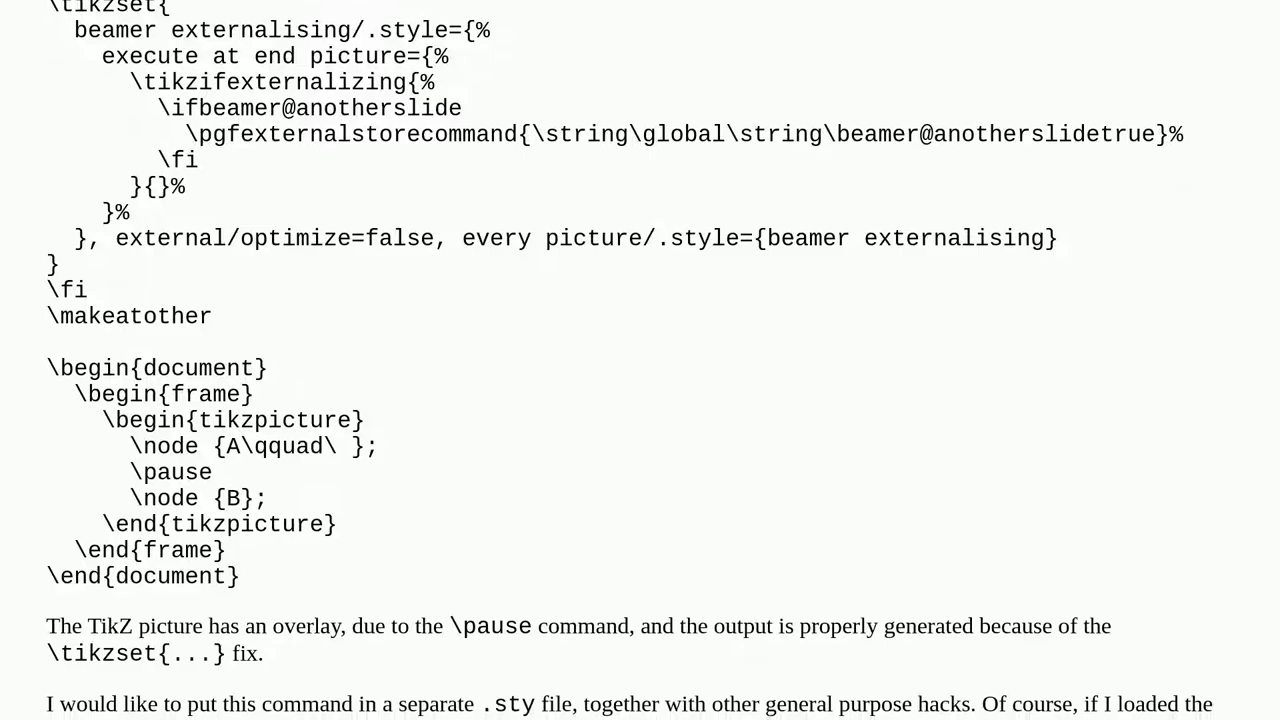 \tikzset{
  beamer externalising/.style={%
    execute at end picture={%
      \tikzifexternalizing{%
        \ifbeamer@anotherslide
          \pgfexternalstorecommand{\string\global\string\beamer@anotherslidetrue}%
        \fi
      }{}%
    }%
  }, external/optimize=false, every picture/.style={beamer externalising}
}
\fi
\makeatother

\begin{document}
  \begin{frame}
    \begin{tikzpicture}
      \node {A\qquad\ };
      \pause
      \node {B};
    \end{tikzpicture}
  \end{frame}
\end{document}

The TikZ picture has an overlay, due to the \pause command, and the output is properly generated because of the
\tikzset{...} fix.

I would like to put this command in a separate .sty file, together with other general purpose hacks. Of course, if I loaded the